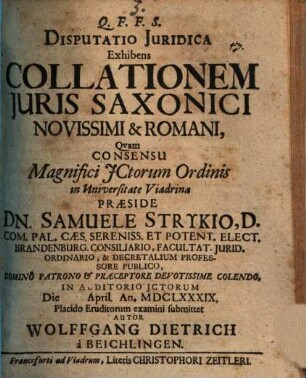 3.
Q. F. F. S.
DISPUTATIO JURIDICA
Exhibens
COLLATIONEM
JURIS SAXONICI
NOVISSIMI & ROMANI,
Qvam
CONSENSU
Magnifici JCtorum Ordinis
in Universitate Viadrina
PRÆSIDE
DN. SAMUELE STRYKIO, D.
COM. PAL. CÆS. SERENISS. ET POTENT. ELECT.
BRANDENBURG. CONSILIARIO, FACULTAT. JURID.
ORDINARIO, & DECRETALIUM PROFES-
SORE PUBLICO,
DOMINO PATRONO & PRÆCEPTORE DEVOTISSIME COLENDO,
IN AUDITORIO JCTORUM
Die April. An. MDCLXXXIX.
Placido Eruditorum examini submittet
AUTOR
WOLFFGANG DIETRICH
à BEICHLINGEN.
Francofurti ad Viadrum, Literis CHRISTOPHORI ZEITLERI.